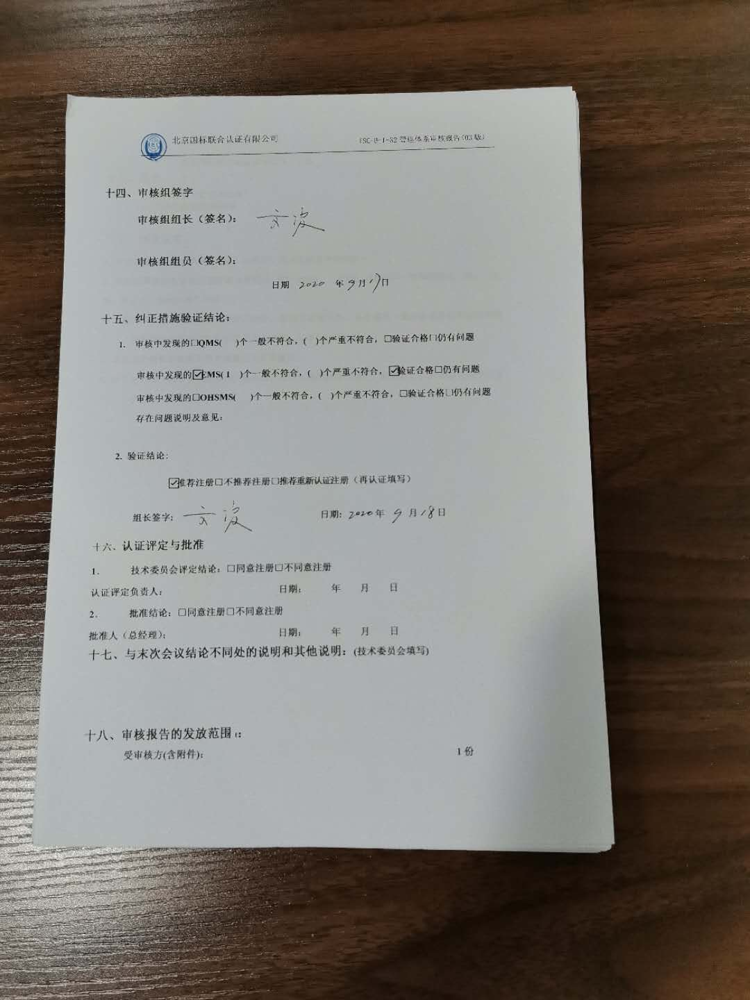 北京国标联合认证有限公司 ISC-B-I-32 管理体系审核报告(03版)
十四、审核组签字
审核组组长（签名）： 文波
审核组组员（签名）：
日期 2020 年 9 月 17 日
十五、纠正措施验证结论：
1. 审核中发现的□QMS( )个一般不符合，( )个严重不符合，□验证合格□仍有问题
审核中发现的☑EMS( 1 )个一般不符合，( )个严重不符合，☑验证合格□仍有问题
审核中发现的□OHSMS( )个一般不符合，( )个严重不符合，□验证合格□仍有问题
存在问题说明及意见：
2. 验证结论：
☑推荐注册□不推荐注册□推荐重新认证注册（再认证填写）
组长签字： 文波 日期：2020年 9 月 18 日
十六、认证评定与批准
1. 技术委员会评定结论：□同意注册□不同意注册
认证评定负责人： 日期： 年 月 日
2. 批准结论：□同意注册□不同意注册
批准人（总经理）： 日期： 年 月 日
十七、与末次会议结论不同处的说明和其他说明：(技术委员会填写)
十八、审核报告的发放范围：
受审核方(含附件)： 1 份